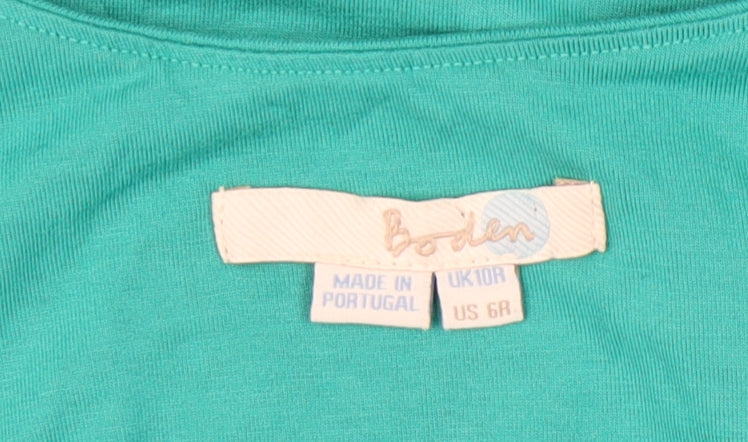 Boden
MADE IN
PORTUGAL
UK10R
US 6R